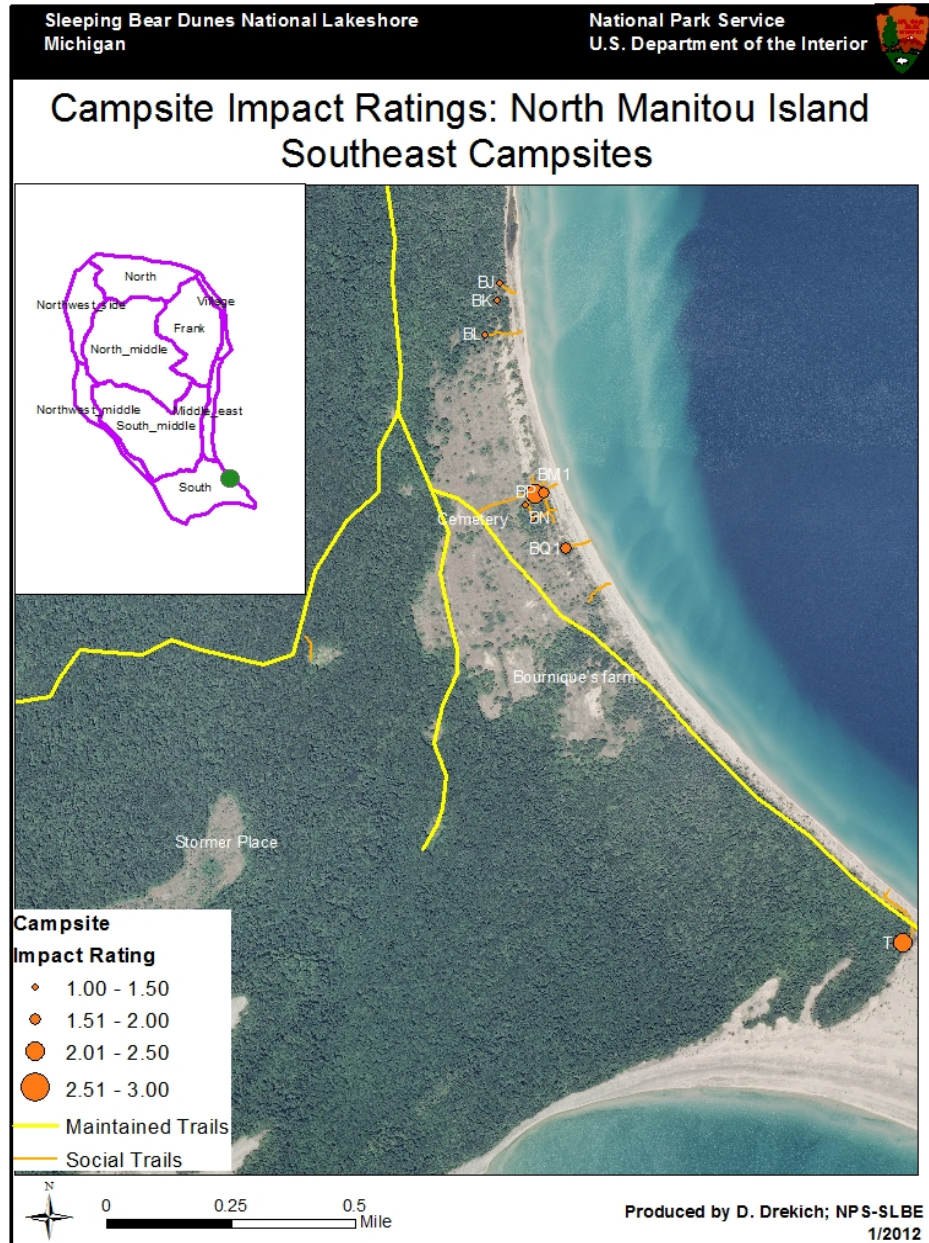 Sleeping Bear Dunes National Lakeshore
Michigan
National Park Service
U.S. Department of the Interior
Campsite Impact Ratings: North Manitou Island
Southeast Campsites
North
Northwest_side
Village
Frank
North_middle
Northwest_middle
Middle_east
South_middle
South
BJ
BK
BL
BM1
BP
BN
Cemetery
BQ1
Bournique's farm
Stormer Place
T
Campsite
Impact Rating
1.00 - 1.50
1.51 - 2.00
2.01 - 2.50
2.51 - 3.00
Maintained Trails
Social Trails
N
0 0.25 0.5
Mile
Produced by D. Drekich; NPS-SLBE
1/2012